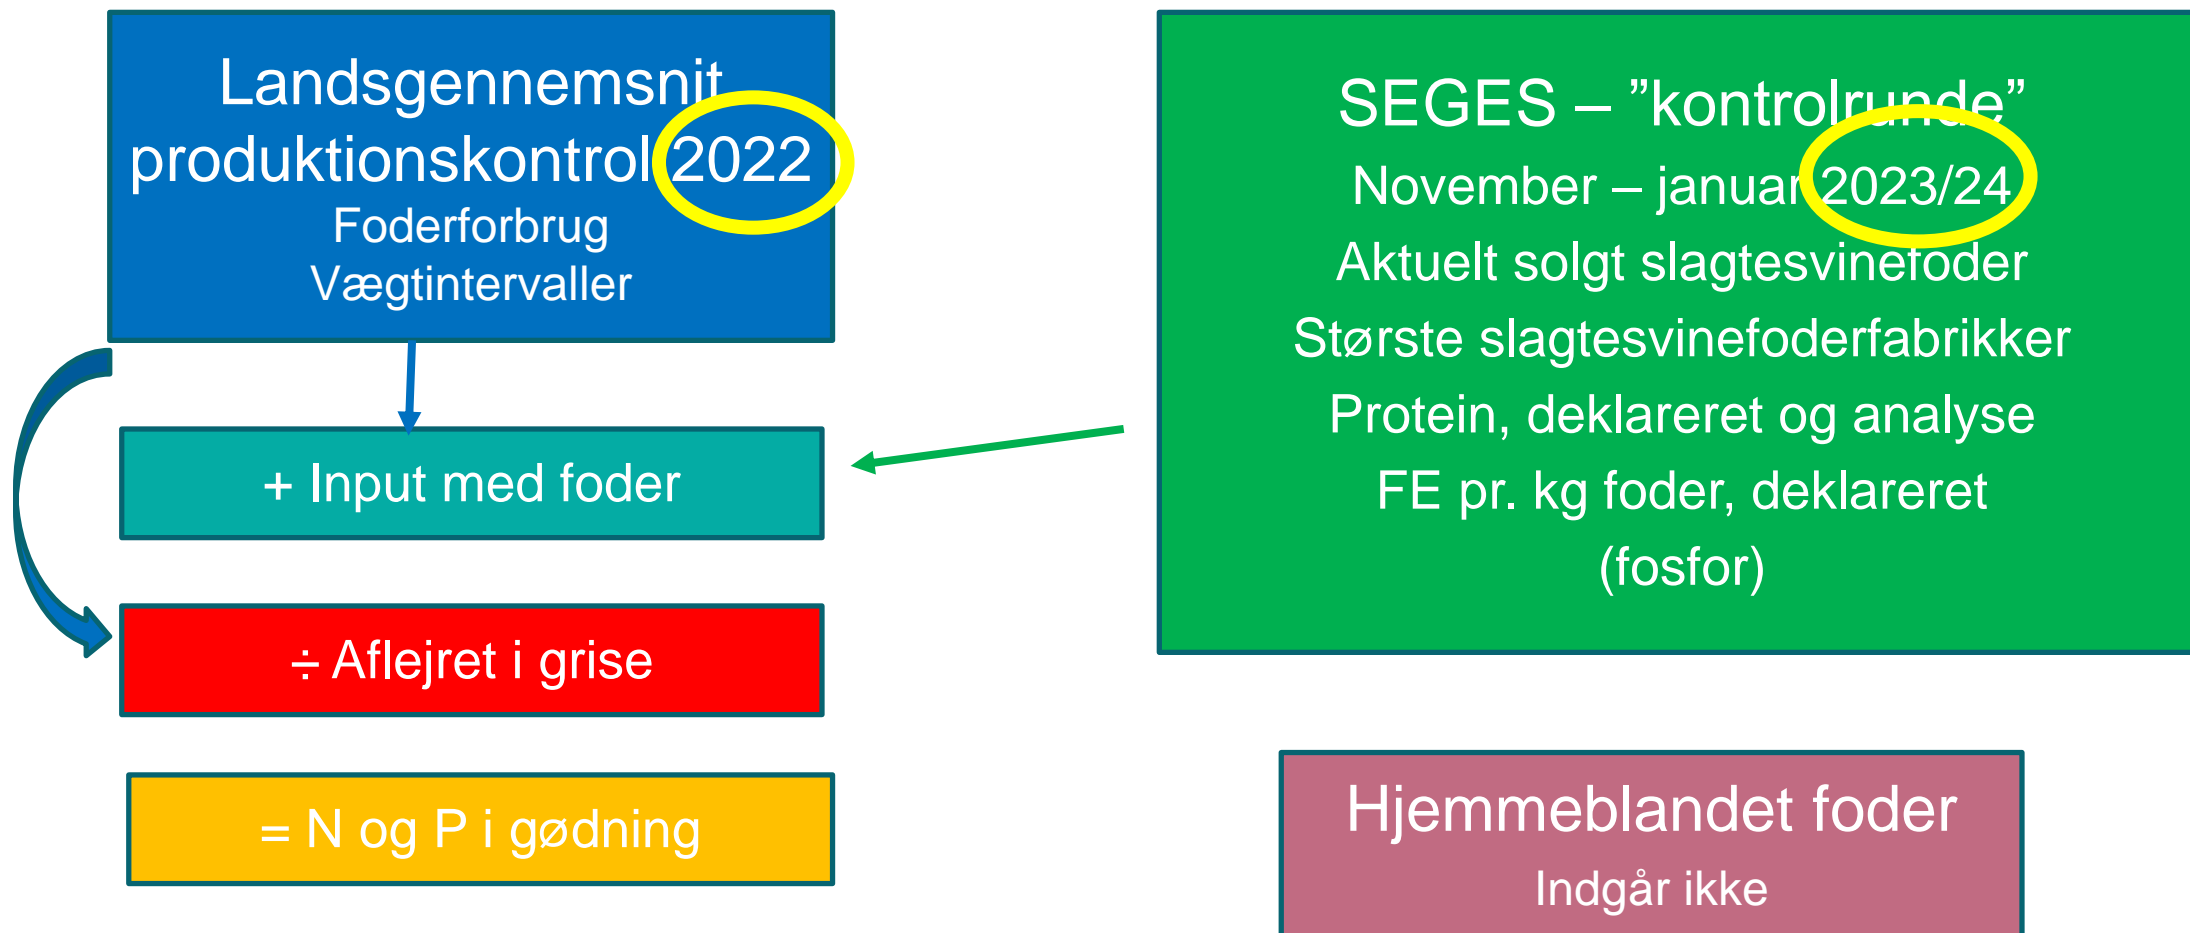 Landsgennemsnit
produktionskontrol 2022
Foderforbrug
Vægtintervaller
+ Input med foder
÷ Aflejret i grise
= N og P i gødning
SEGES – ”kontrolrunde”
November – januar 2023/24
Aktuelt solgt slagtesvinefoder
Største slagtesvinefoderfabrikker
Protein, deklareret og analyse
FE pr. kg foder, deklareret
(fosfor)
Hjemmeblandet foder
Indgår ikke